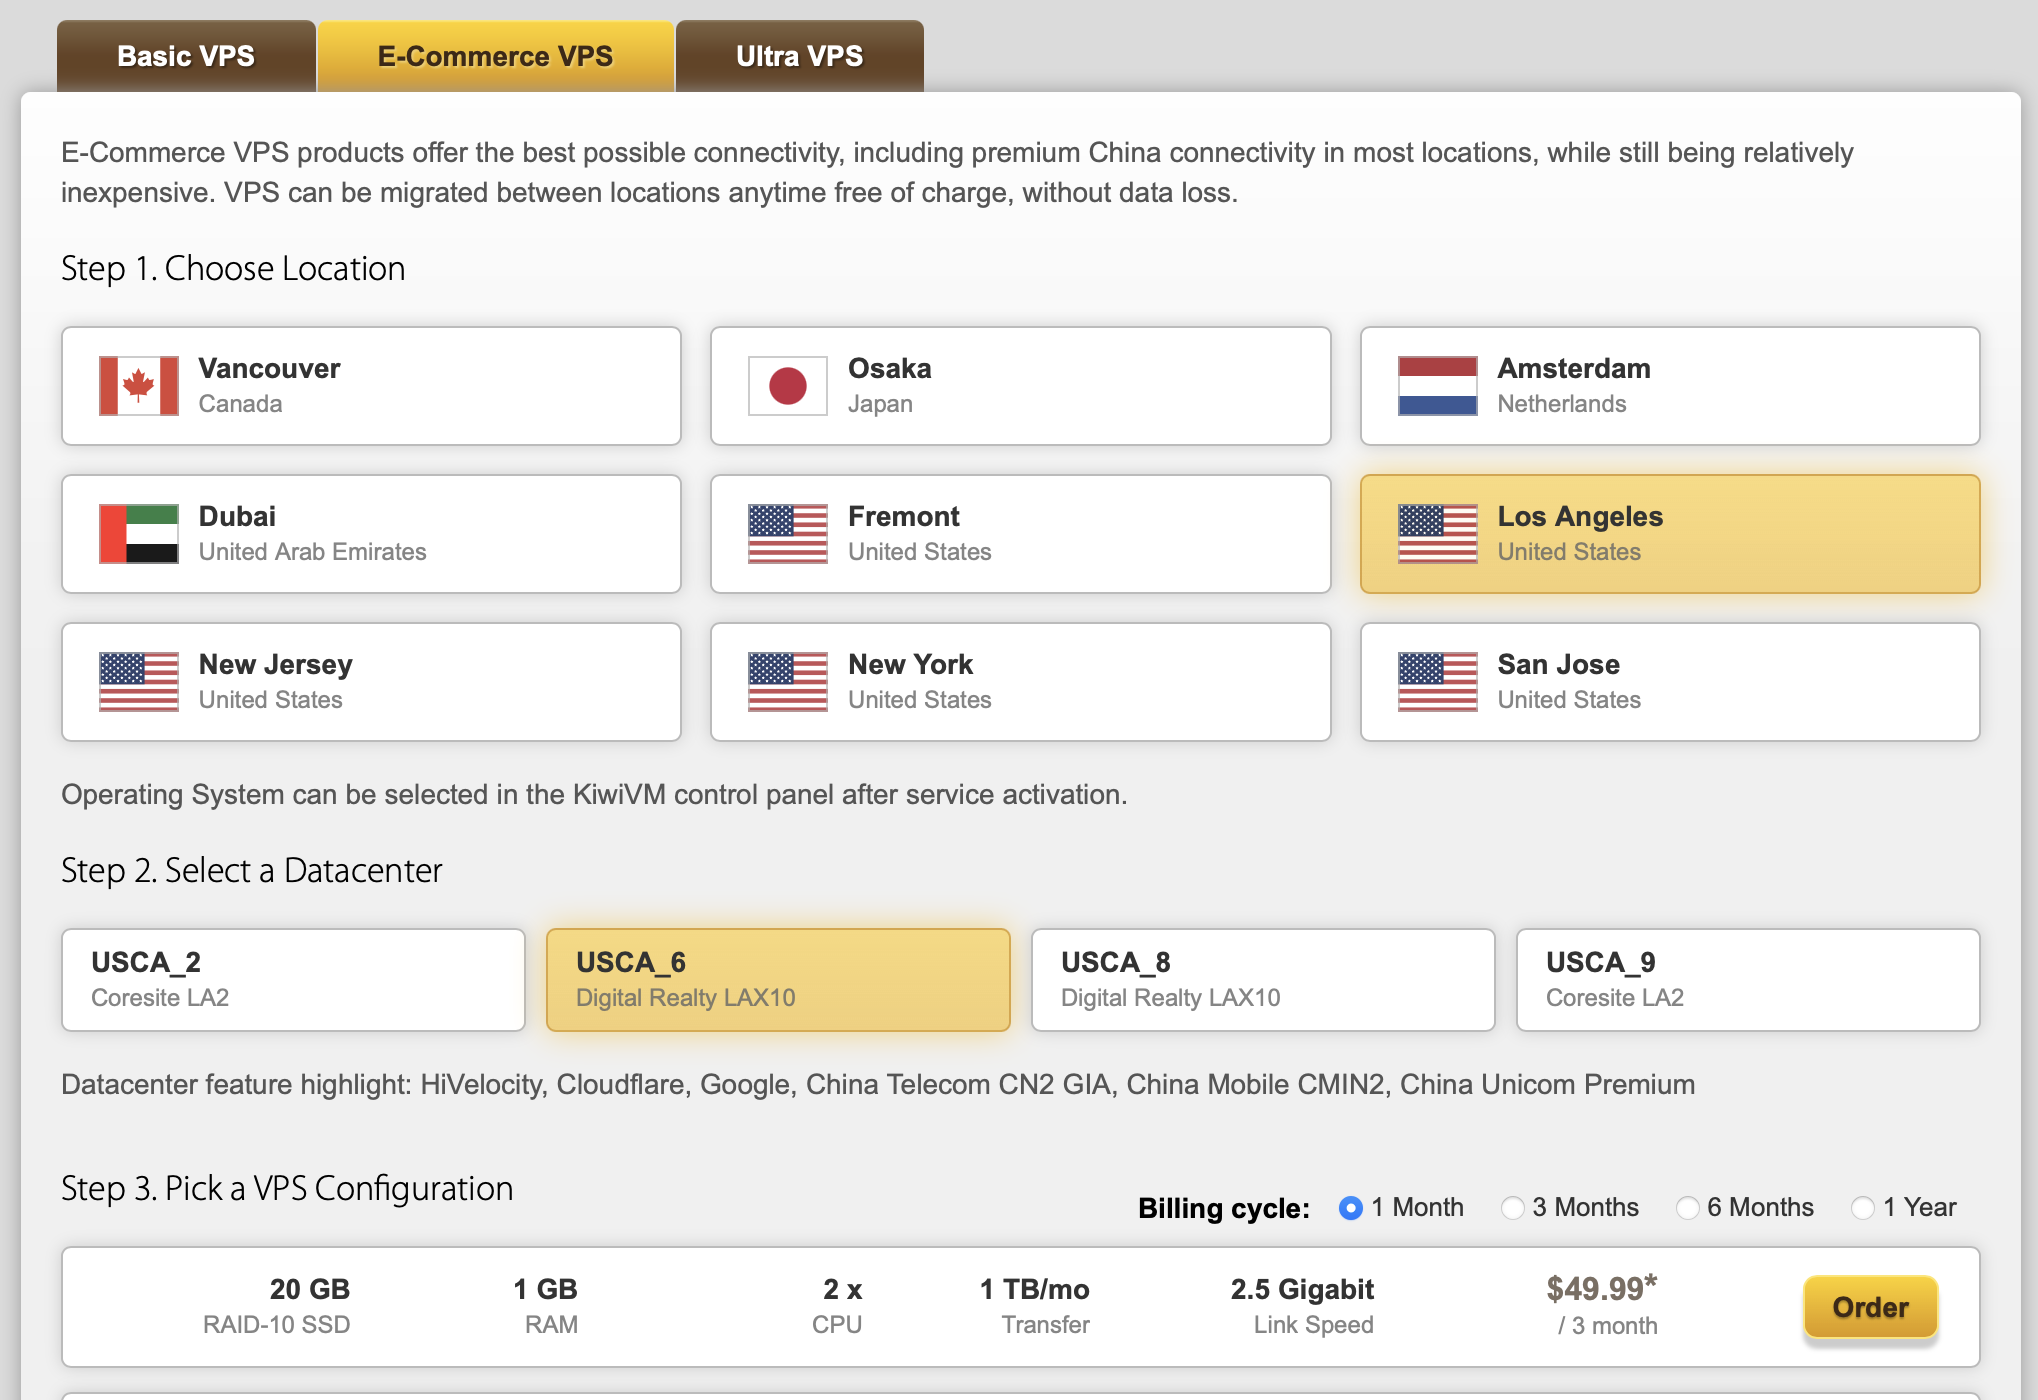 Basic VPS
E-Commerce VPS
Ultra VPS
E-Commerce VPS products offer the best possible connectivity, including premium China connectivity in most locations, while still being relatively
inexpensive. VPS can be migrated between locations anytime free of charge, without data loss.
Step 1. Choose Location
Vancouver
Canada
Osaka
Japan
Amsterdam
Netherlands
Dubai
United Arab Emirates
Fremont
United States
Los Angeles
United States
New Jersey
United States
New York
United States
San Jose
United States
Operating System can be selected in the KiwiVM control panel after service activation.
Step 2. Select a Datacenter
USCA_2
Coresite LA2
USCA_6
Digital Realty LAX10
USCA_8
Digital Realty LAX10
USCA_9
Coresite LA2
Datacenter feature highlight: HiVelocity, Cloudflare, Google, China Telecom CN2 GIA, China Mobile CMIN2, China Unicom Premium
Step 3. Pick a VPS Configuration
Billing cycle: 1 Month 3 Months 6 Months 1 Year
20 GB
RAID-10 SSD
1 GB
RAM
2 x
CPU
1 TB/mo
Transfer
2.5 Gigabit
Link Speed
$49.99*
/ 3 month
Order